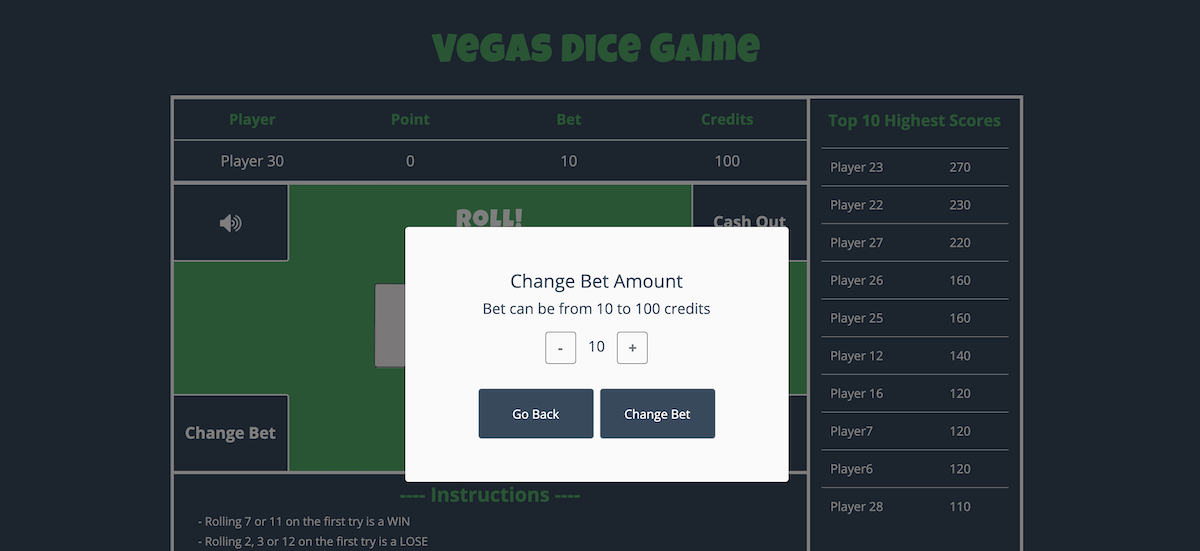 Vegas Dice Game
Player Point Bet Credits
Player 30 0 10 100
ROLL!
Cash Out
Change Bet Amount
Bet can be from 10 to 100 credits
- 10 +
Go Back Change Bet
Change Bet
---- Instructions ----
- Rolling 7 or 11 on the first try is a WIN
- Rolling 2, 3 or 12 on the first try is a LOSE
Top 10 Highest Scores
Player 23 270
Player 22 230
Player 27 220
Player 26 160
Player 25 160
Player 12 140
Player 16 120
Player7 120
Player6 120
Player 28 110